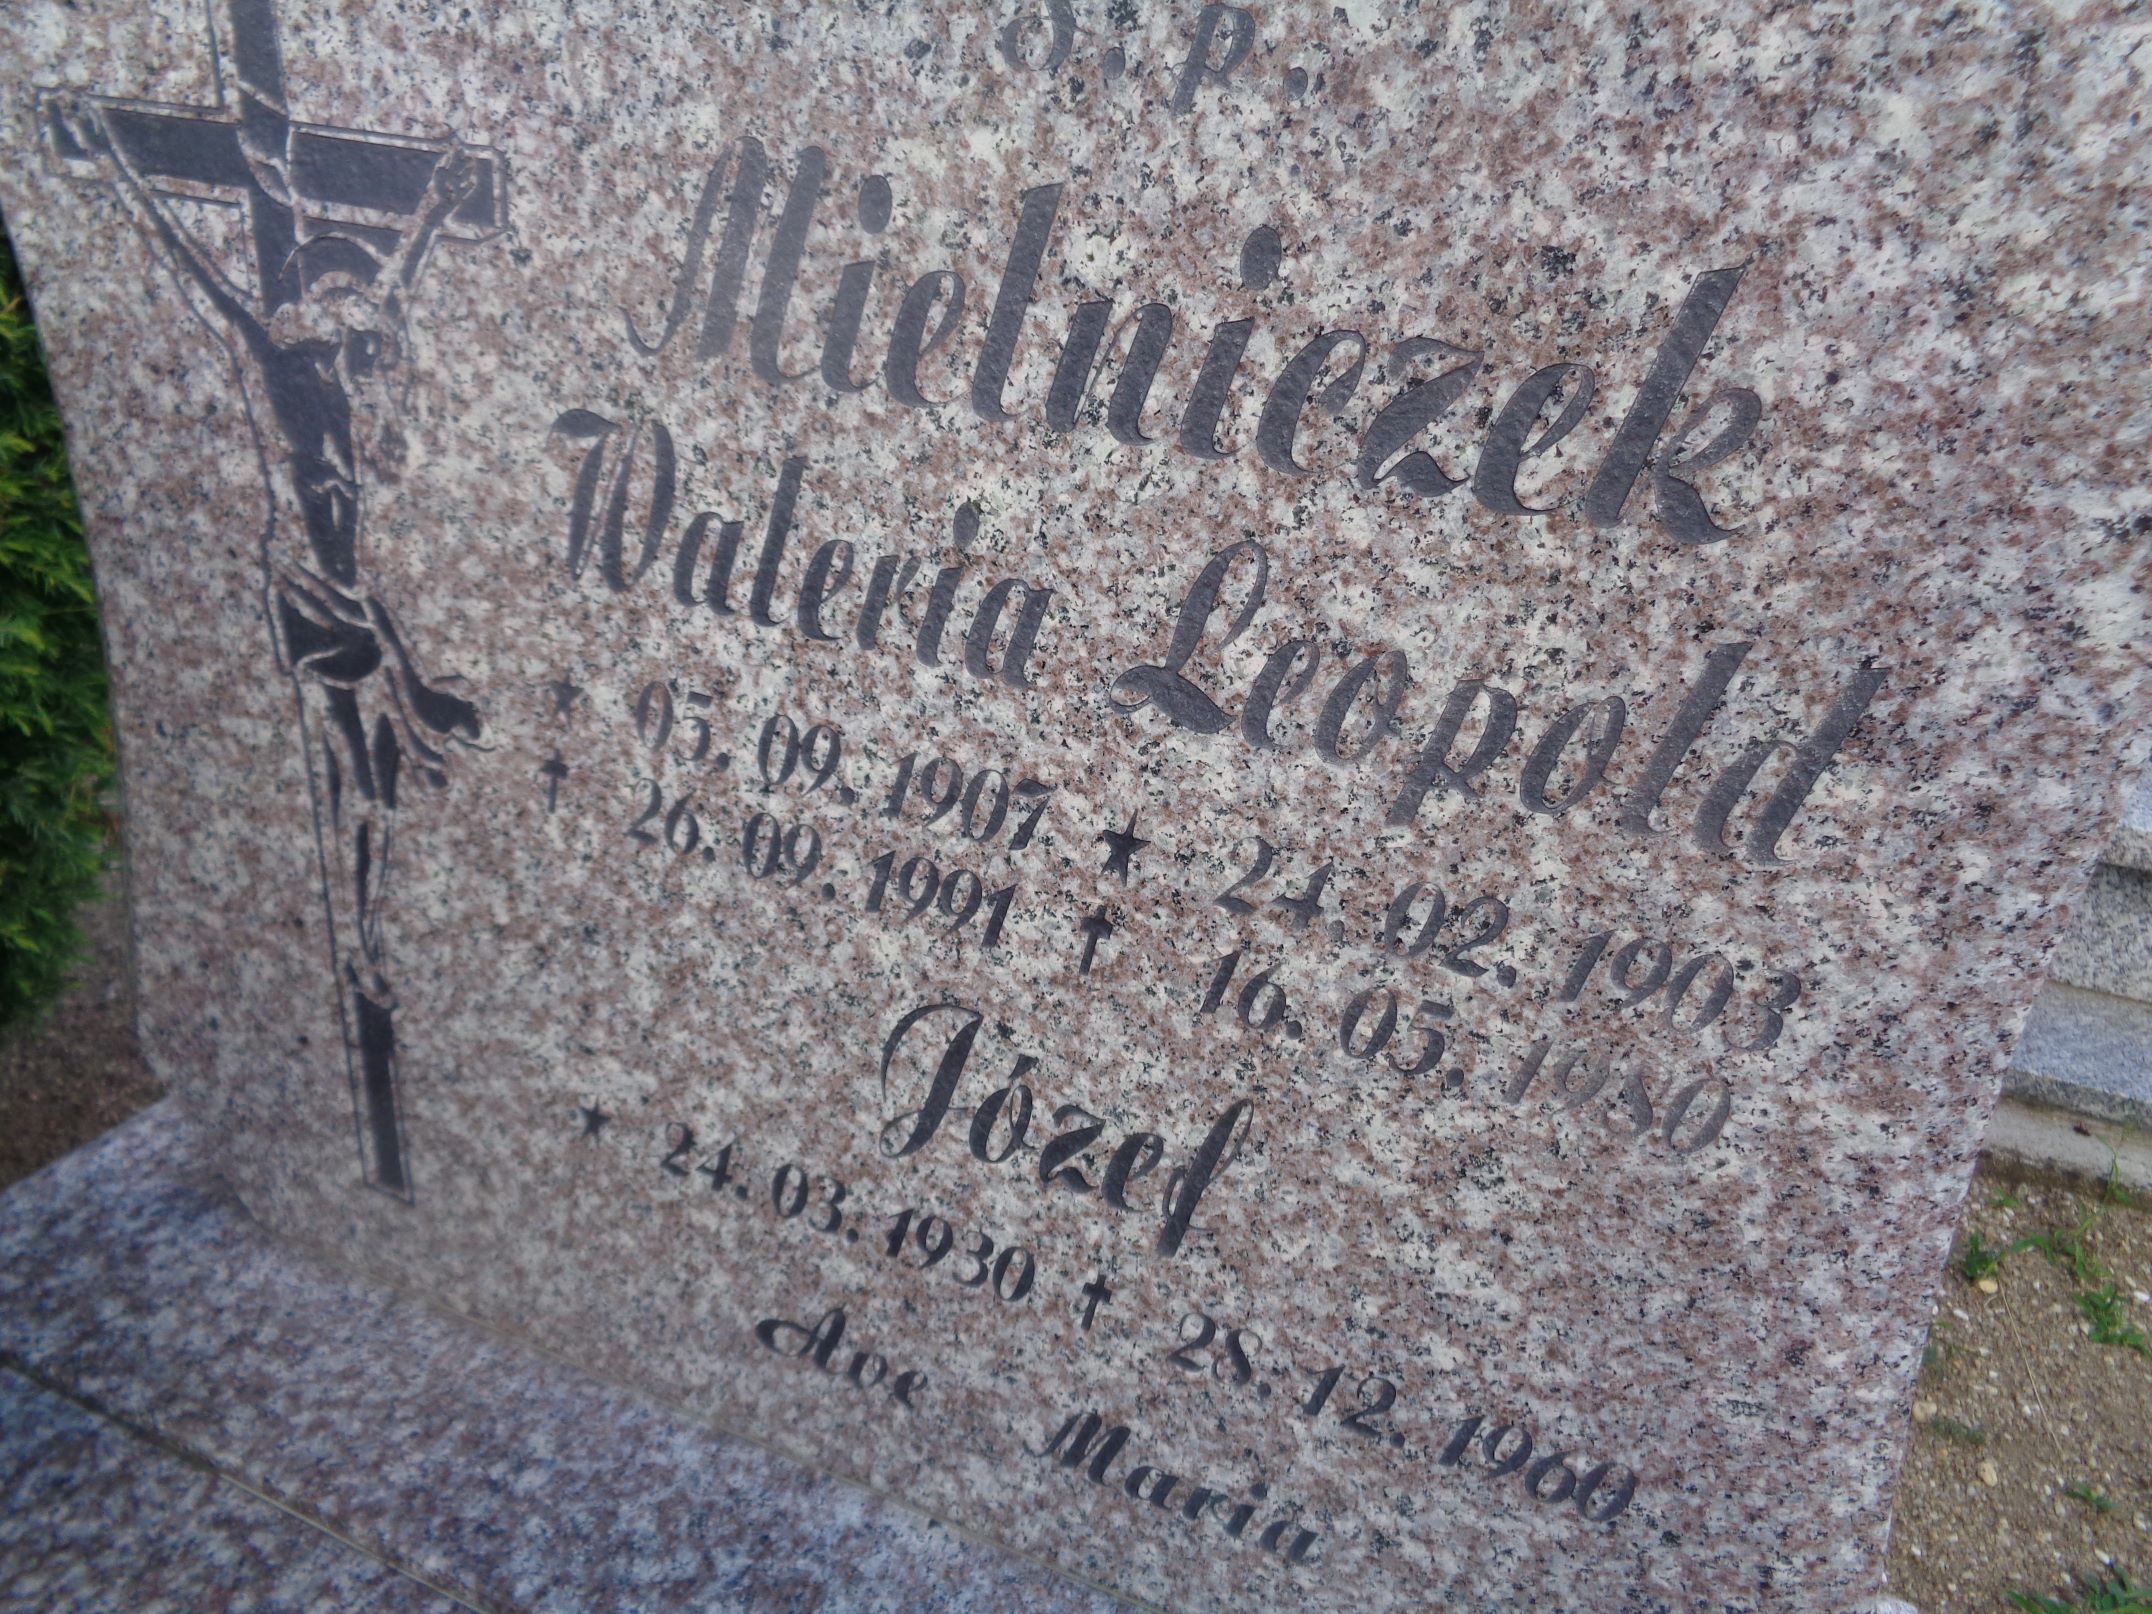 Ś. p.
Mielniczek
Waleria Leopold
* 05. 09. 1907 * 24. 02. 1903
† 26. 09. 1991 † 16. 05. 1980
Józef
* 24. 03. 1930 † 28. 12. 1960
Ave Maria